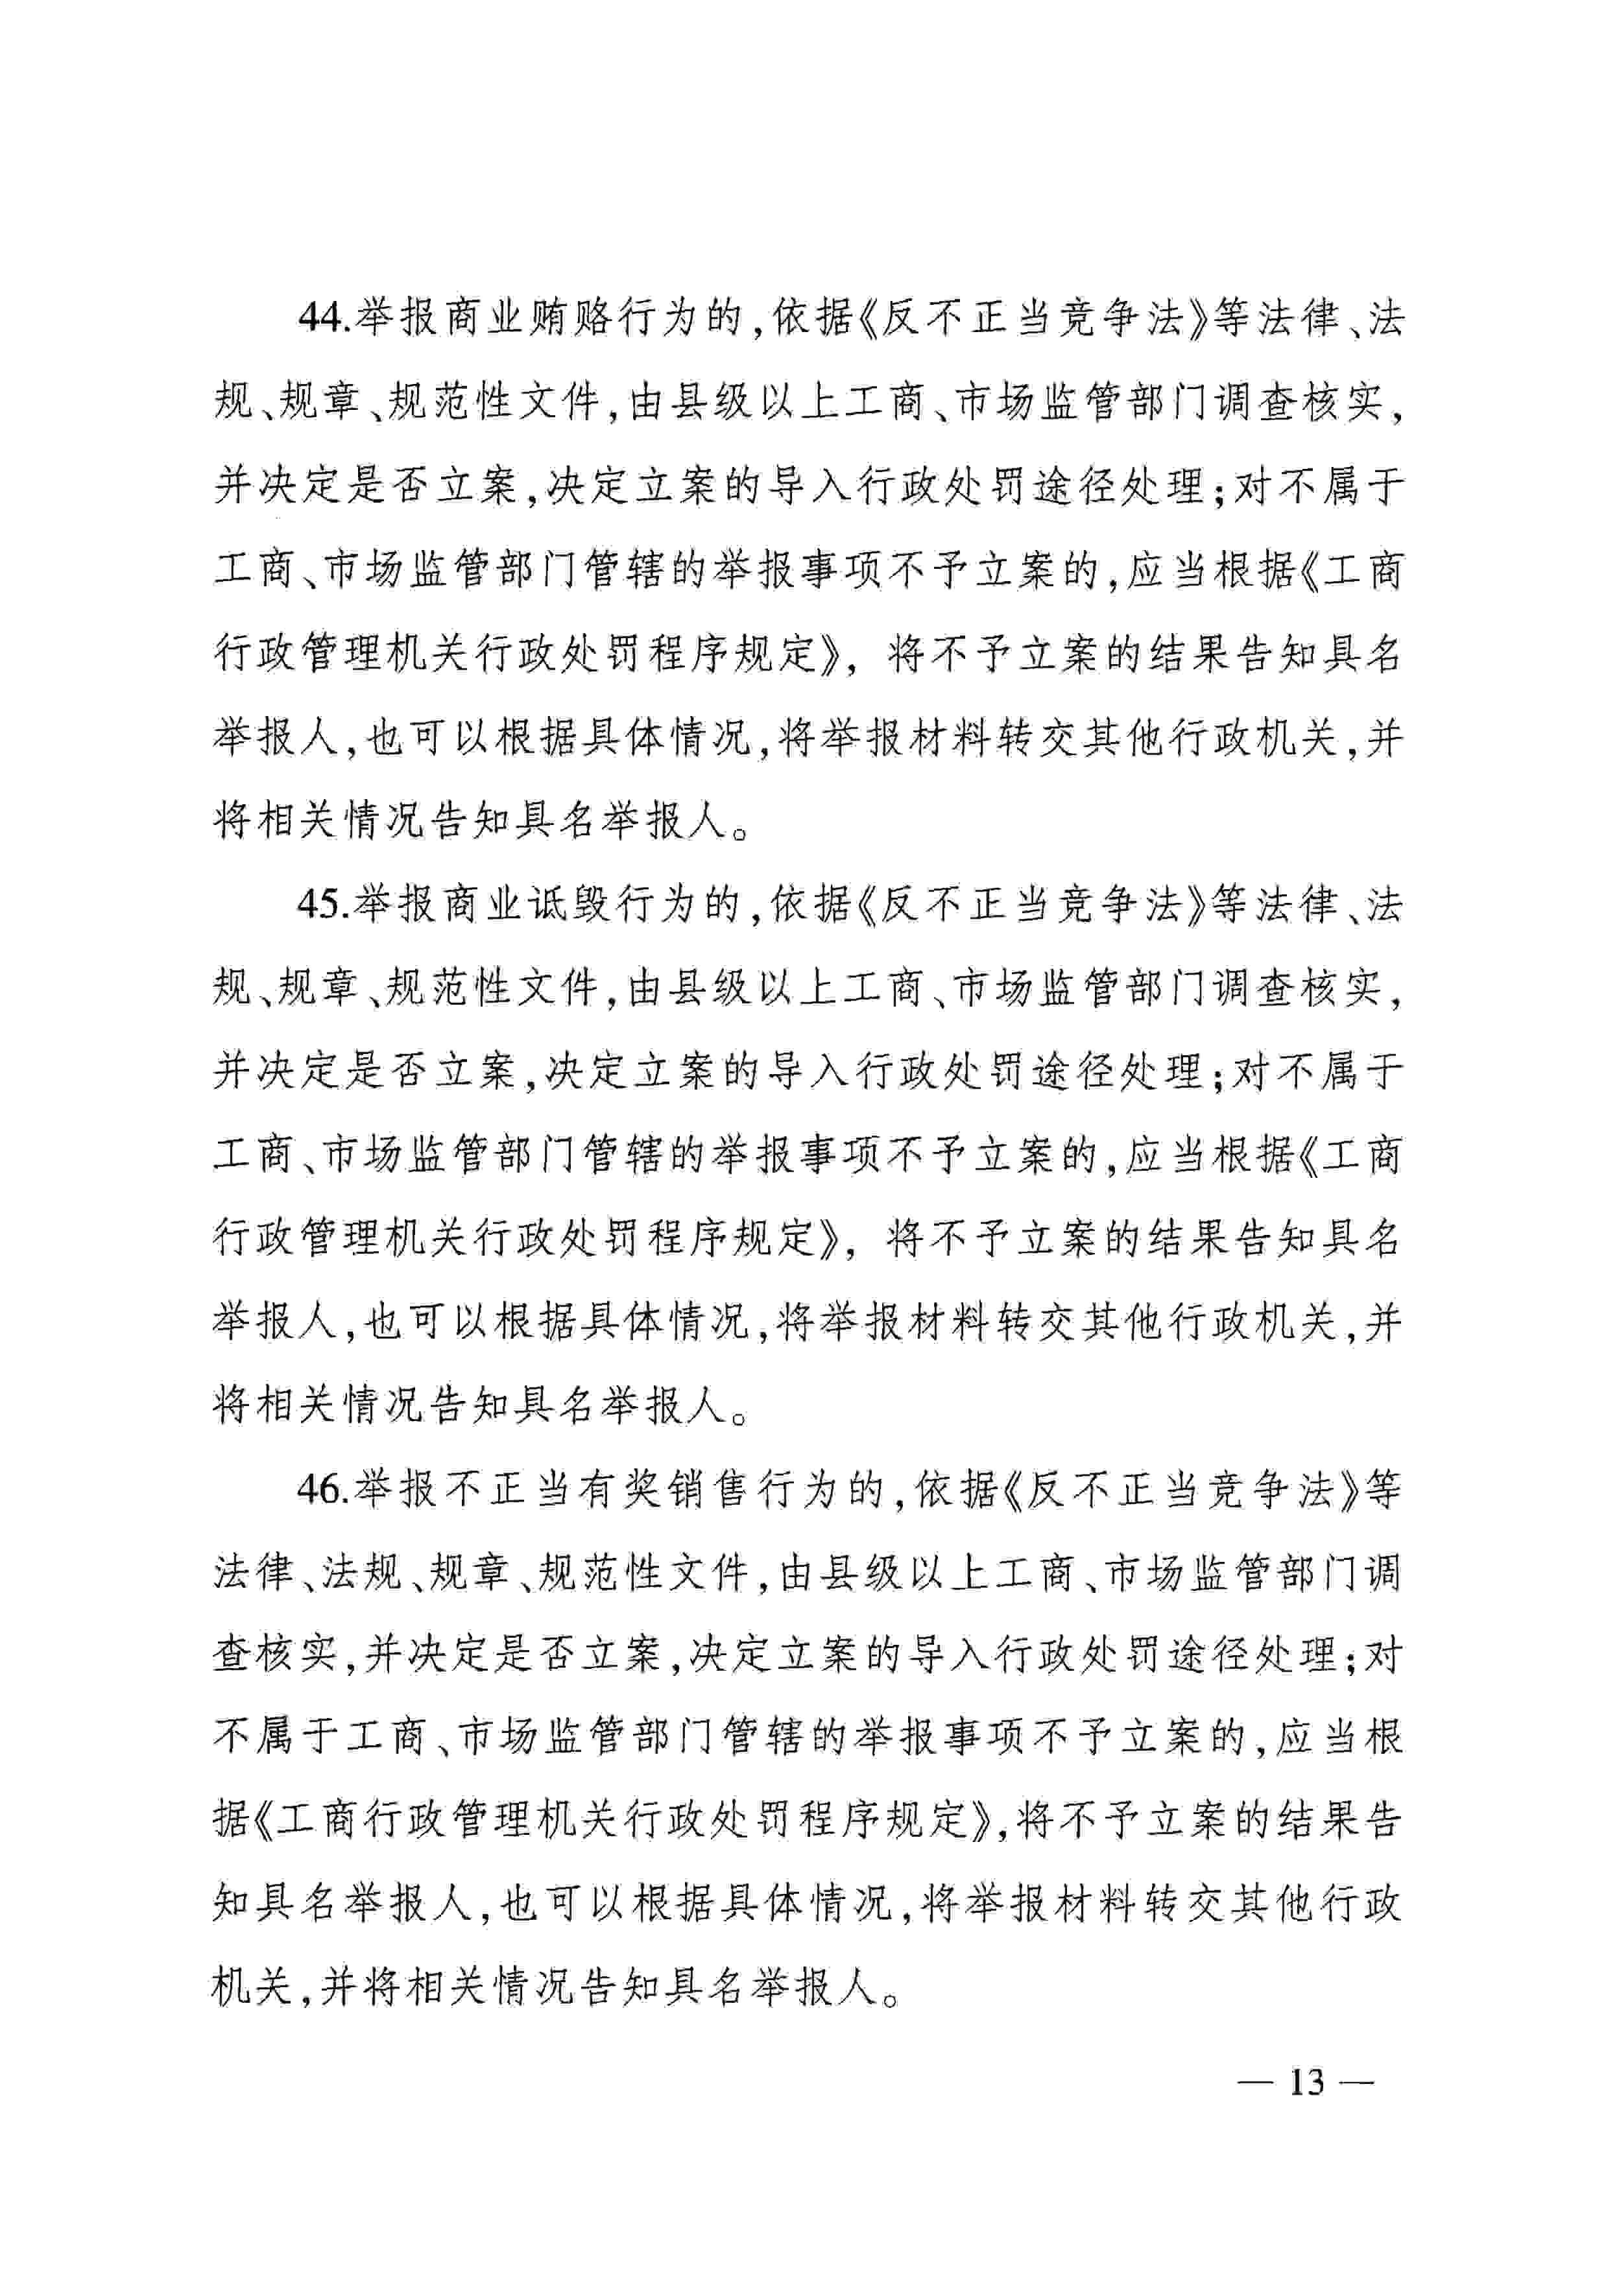 44.举报商业贿赂行为的,依据《反不正当竞争法》等法律、法
规、规章、规范性文件,由县级以上工商、市场监管部门调查核实,
并决定是否立案,决定立案的导入行政处罚途径处理;对不属于
工商、市场监管部门管辖的举报事项不予立案的,应当根据《工商
行政管理机关行政处罚程序规定》,将不予立案的结果告知具名
举报人,也可以根据具体情况,将举报材料转交其他行政机关,并
将相关情况告知具名举报人。
45.举报商业诋毁行为的,依据《反不正当竞争法》等法律、法
规、规章、规范性文件,由县级以上工商、市场监管部门调查核实,
并决定是否立案,决定立案的导入行政处罚途径处理;对不属于
工商、市场监管部门管辖的举报事项不予立案的,应当根据《工商
行政管理机关行政处罚程序规定》,将不予立案的结果告知具名
举报人,也可以根据具体情况,将举报材料转交其他行政机关,并
将相关情况告知具名举报人。
46.举报不正当有奖销售行为的,依据《反不正当竞争法》等
法律、法规、规章、规范性文件,由县级以上工商、市场监管部门调
查核实,并决定是否立案,决定立案的导入行政处罚途径处理;对
不属于工商、市场监管部门管辖的举报事项不予立案的,应当根
据《工商行政管理机关行政处罚程序规定》,将不予立案的结果告
知具名举报人,也可以根据具体情况,将举报材料转交其他行政
机关,并将相关情况告知具名举报人。
— 13 —